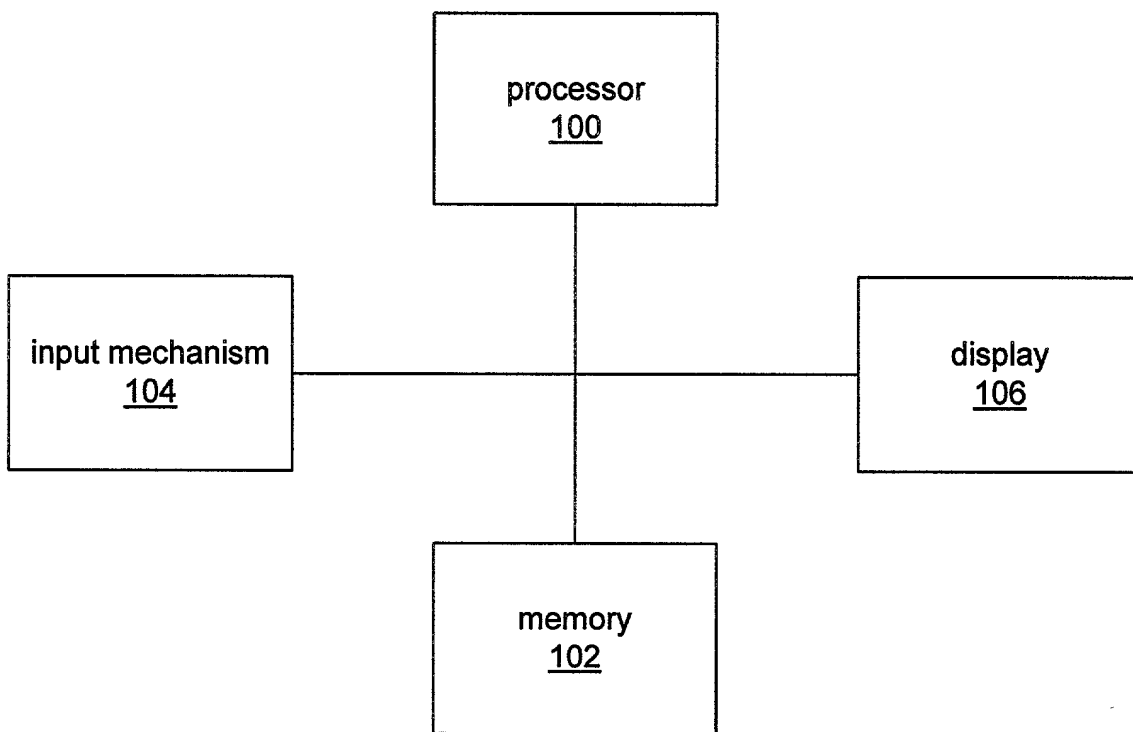 processor
100
input mechanism
104
display
106
memory
102